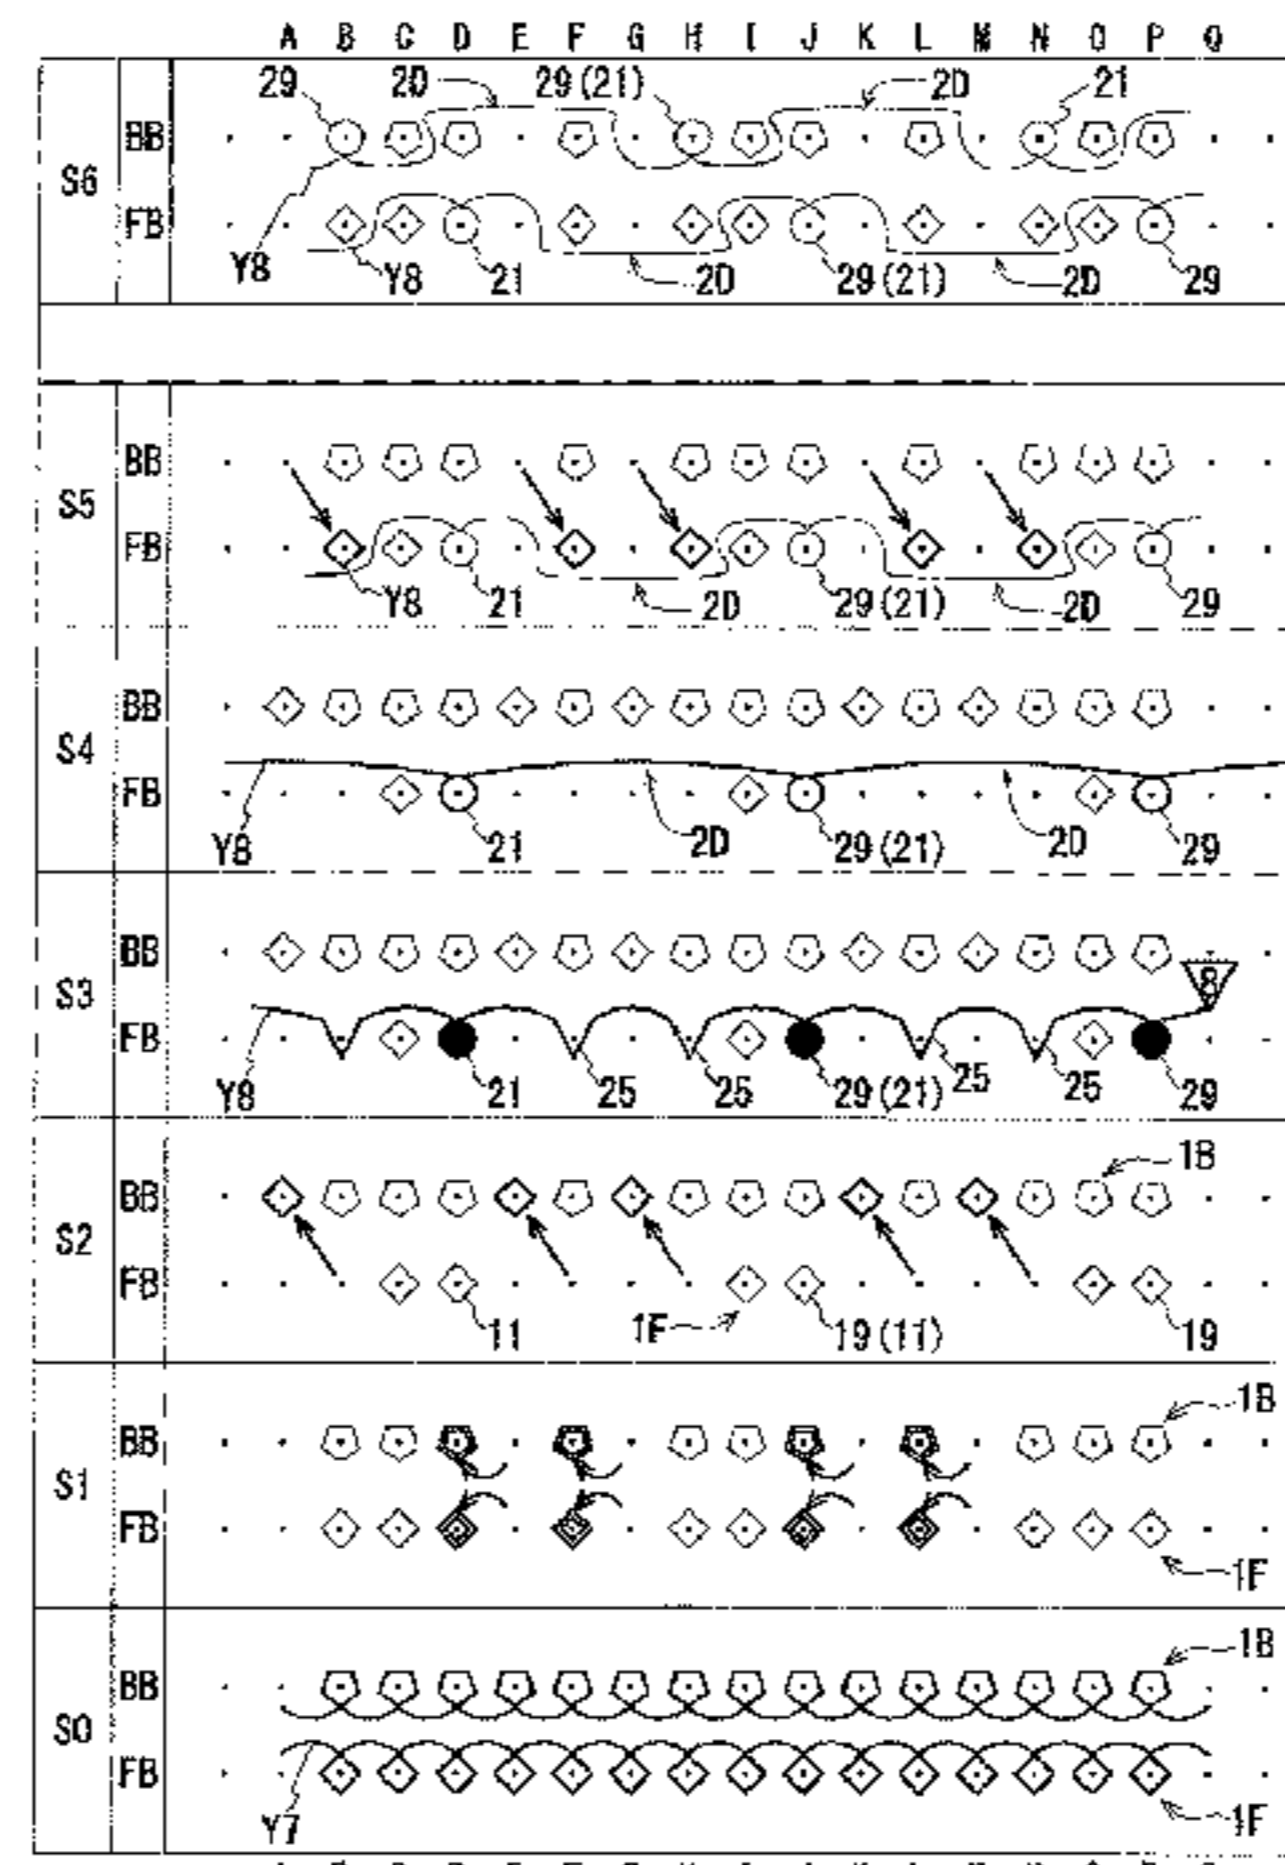 A B C D E F G H I J K L M N O P Q
29 2D 29(21) 2D 21
BB
S6
FB
Y8 Y8 21 2D 29(21) 2D 29
BB
S5
FB
Y8 21 2D 29(21) 2D 29
BB
S4
FB
Y8 21 2D 29(21) 2D 29
BB
8
S3
FB
Y8 21 25 25 29(21) 25 25 29
1B
BB
S2
FB
11 1F 19(11) 19
1B
BB
S1
FB
1F
1B
BB
S0
FB
Y7 1F